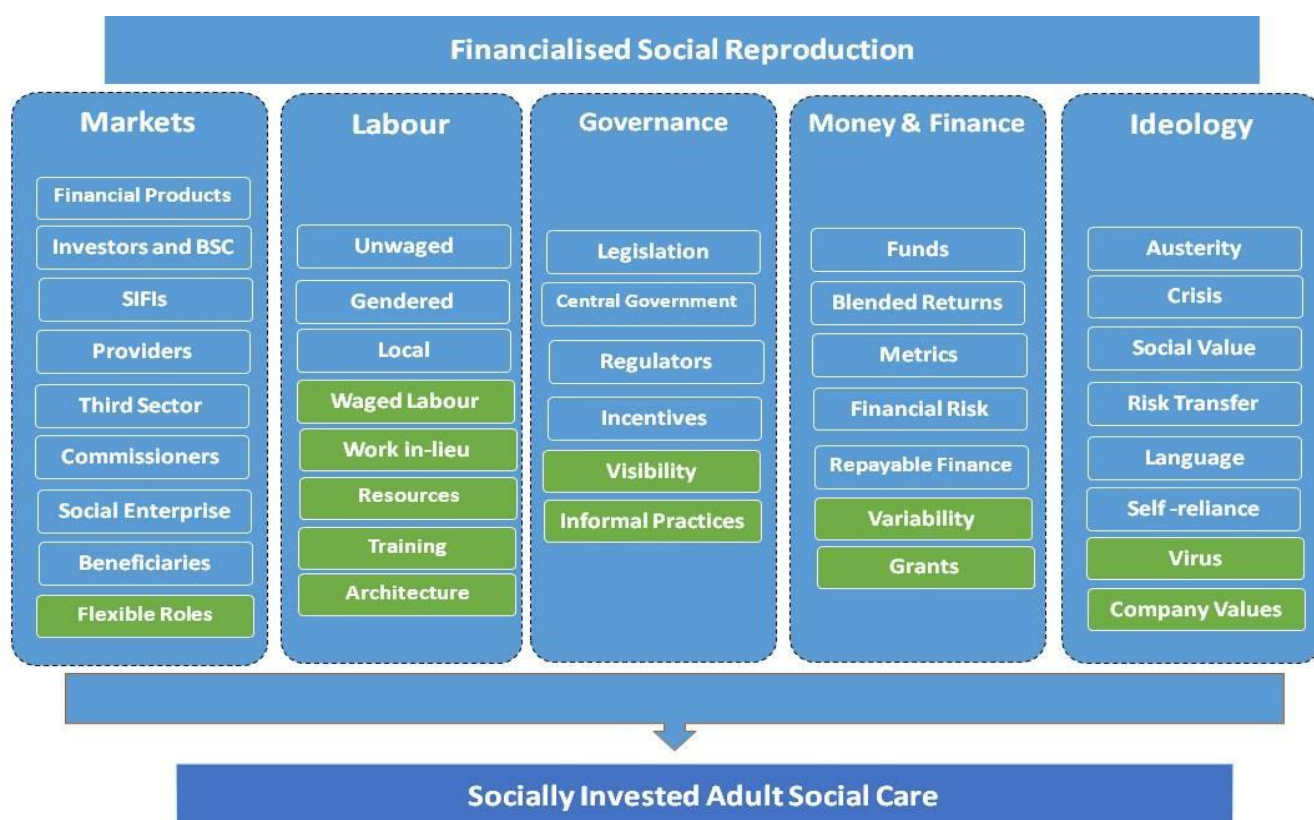 Financialised Social Reproduction
Markets
Financial Products
Investors and BSC
SIFIs
Providers
Third Sector
Commissioners
Social Enterprise
Beneficiaries
Flexible Roles
Labour
Unwaged
Gendered
Local
Waged Labour
Work in-lieu
Resources
Training
Architecture
Governance
Legislation
Central Government
Regulators
Incentives
Visibility
Informal Practices
Money & Finance
Funds
Blended Returns
Metrics
Financial Risk
Repayable Finance
Variability
Grants
Ideology
Austerity
Crisis
Social Value
Risk Transfer
Language
Self -reliance
Virus
Company Values
Socially Invested Adult Social Care